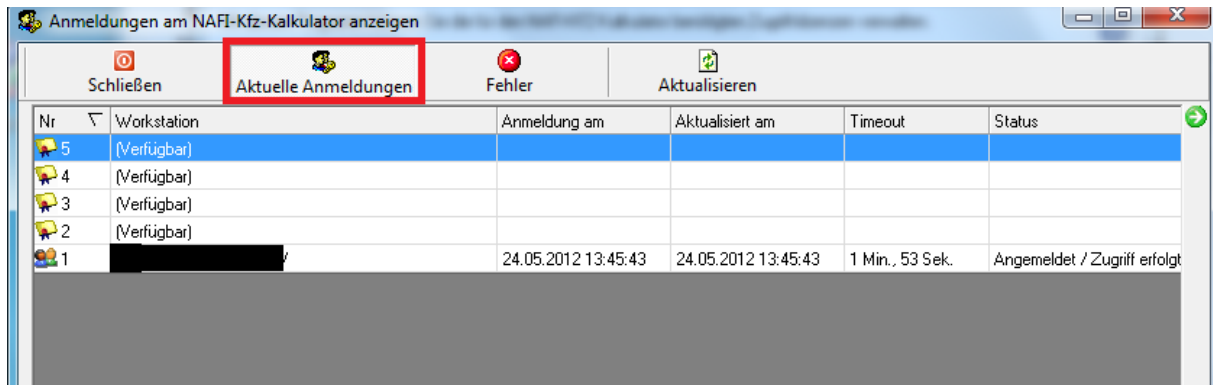 Anmeldungen am NAFI-Kfz-Kalkulator anzeigen
Schließen Aktuelle Anmeldungen Fehler Aktualisieren
Nr Workstation Anmeldung am Aktualisiert am Timeout Status
5 (Verfügbar)
4 (Verfügbar)
3 (Verfügbar)
2 (Verfügbar)
1 / 24.05.2012 13:45:43 24.05.2012 13:45:43 1 Min., 53 Sek. Angemeldet / Zugriff erfolgt